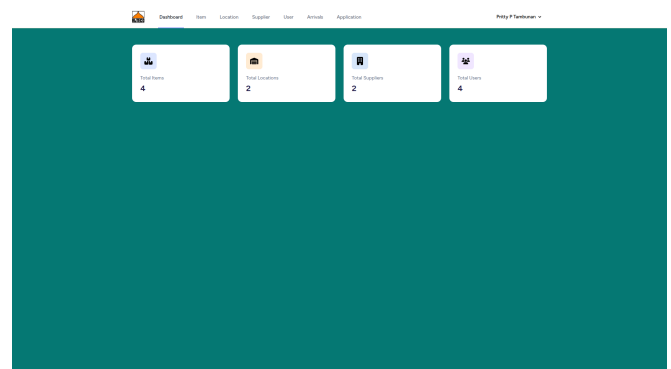 Dashboard Item Location Supplier User Arrivals Application Pritty P Tambunan
Total Items
4
Total Locations
2
Total Suppliers
2
Total Users
4